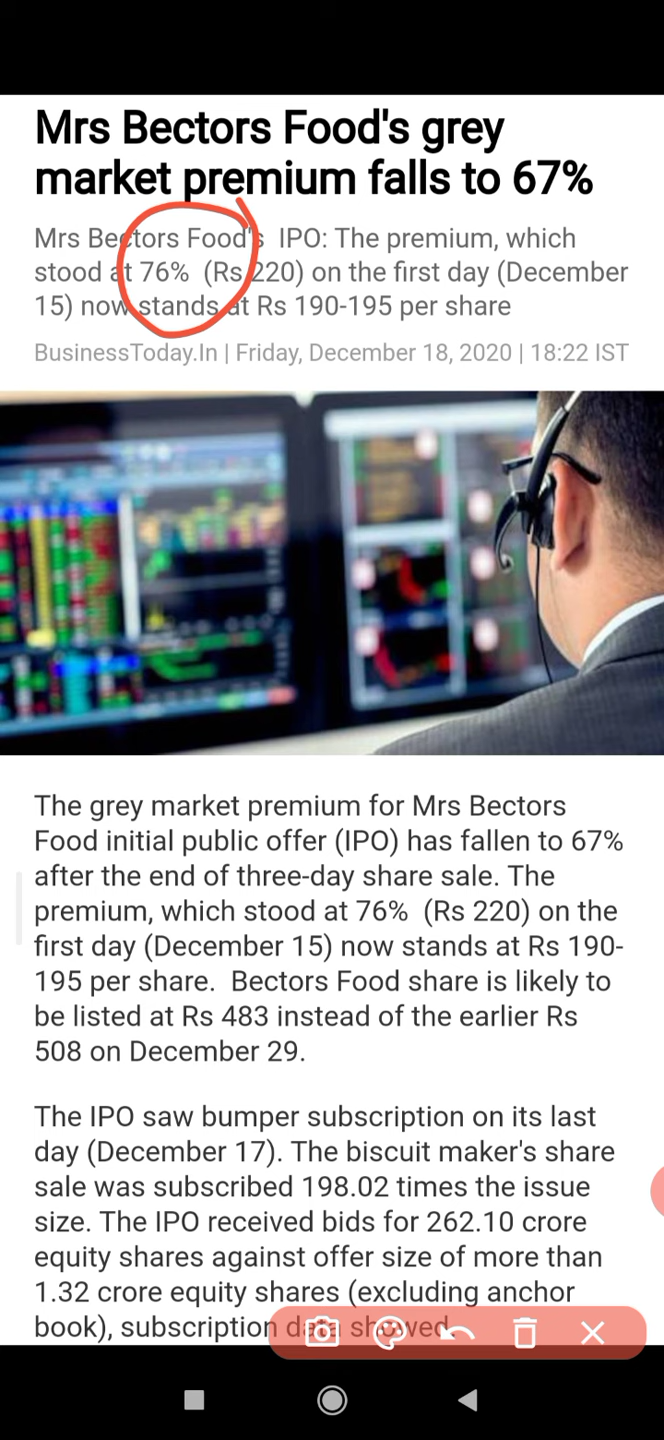 Mrs Bectors Food's grey
market premium falls to 67%
Mrs Bectors Food's IPO: The premium, which
stood at 76% (Rs 220) on the first day (December
15) now stands at Rs 190-195 per share
BusinessToday.In | Friday, December 18, 2020 | 18:22 IST
The grey market premium for Mrs Bectors
Food initial public offer (IPO) has fallen to 67%
after the end of three-day share sale. The
premium, which stood at 76% (Rs 220) on the
first day (December 15) now stands at Rs 190-
195 per share. Bectors Food share is likely to
be listed at Rs 483 instead of the earlier Rs
508 on December 29.
The IPO saw bumper subscription on its last
day (December 17). The biscuit maker's share
sale was subscribed 198.02 times the issue
size. The IPO received bids for 262.10 crore
equity shares against offer size of more than
1.32 crore equity shares (excluding anchor
book), subscription data showed.